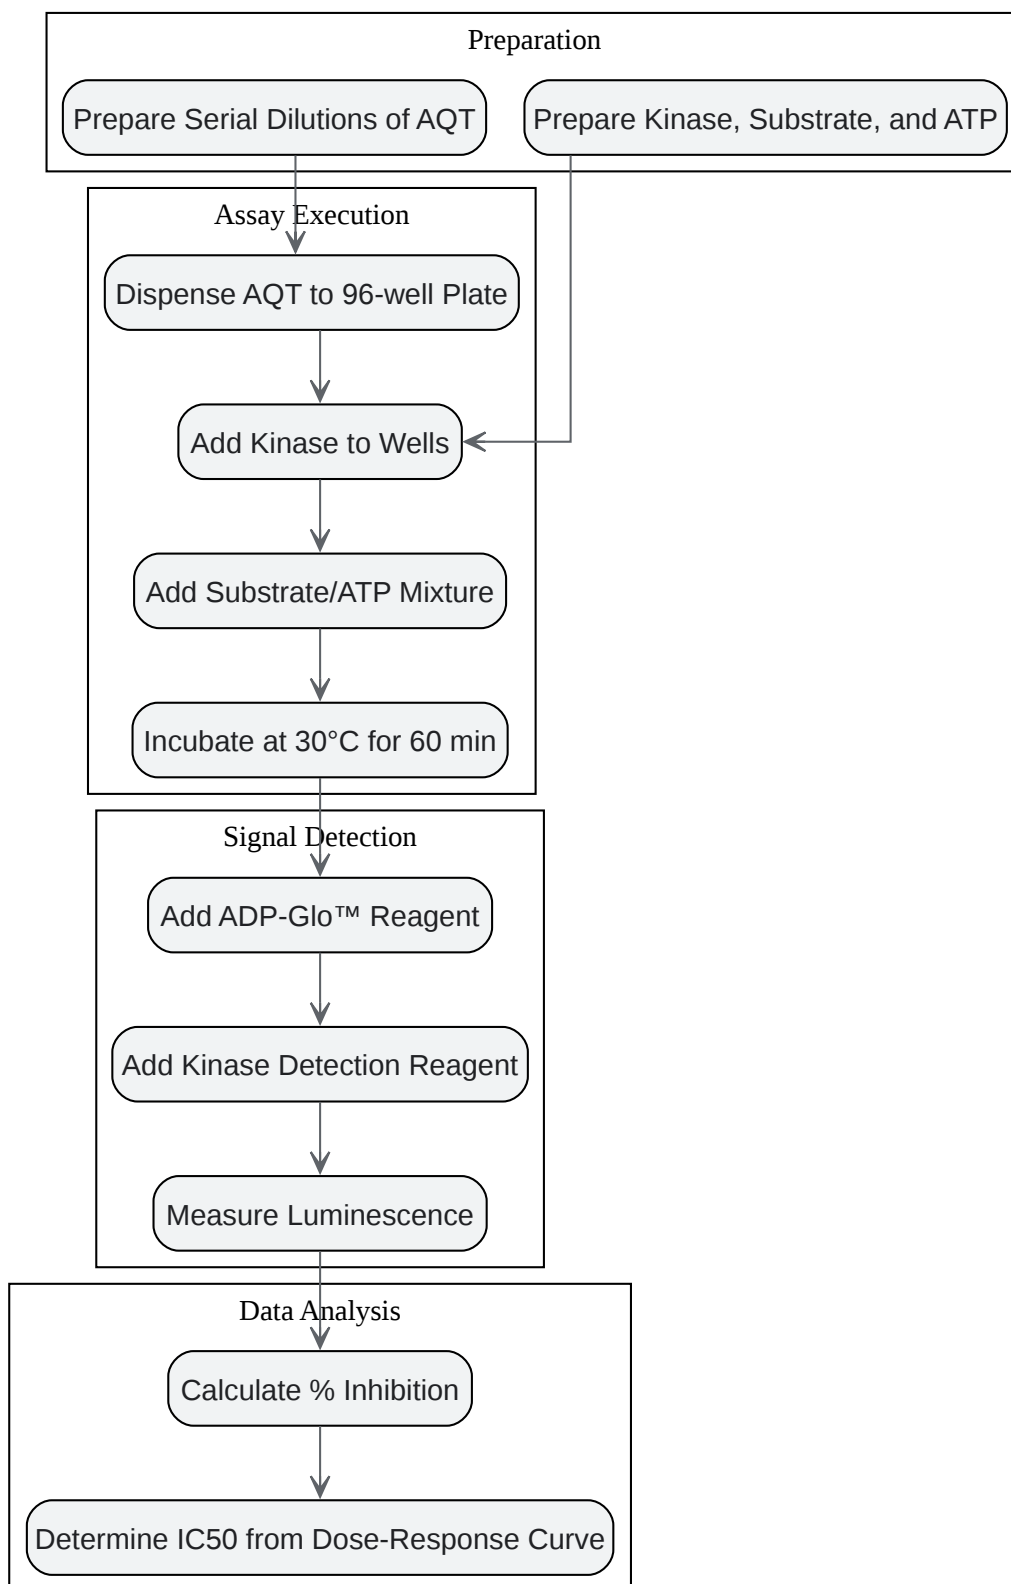 Preparation
Prepare Serial Dilutions of AQT
Prepare Kinase, Substrate, and ATP
Assay Execution
Dispense AQT to 96-well Plate
Add Kinase to Wells
Add Substrate/ATP Mixture
Incubate at 30°C for 60 min
Signal Detection
Add ADP-Glo™ Reagent
Add Kinase Detection Reagent
Measure Luminescence
Data Analysis
Calculate % Inhibition
Determine IC50 from Dose-Response Curve